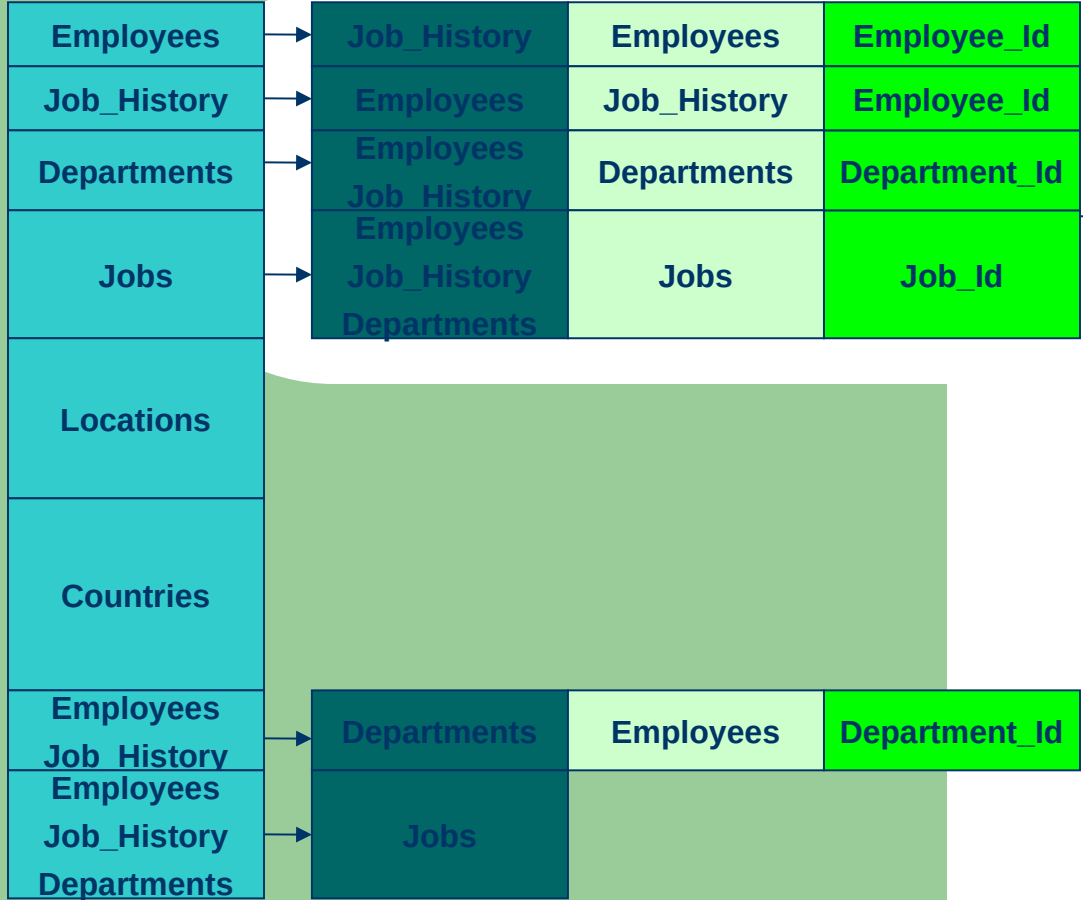 Employees Job_History Employees Employee_Id
Job_History Employees Job_History Employee_Id
Departments Employees
Job_History Departments Department_Id
Jobs Employees
Job_History
Departments Jobs Job_Id
Locations
Countries
Employees
Job_History Departments Employees Department_Id
Employees
Job_History
Departments Jobs